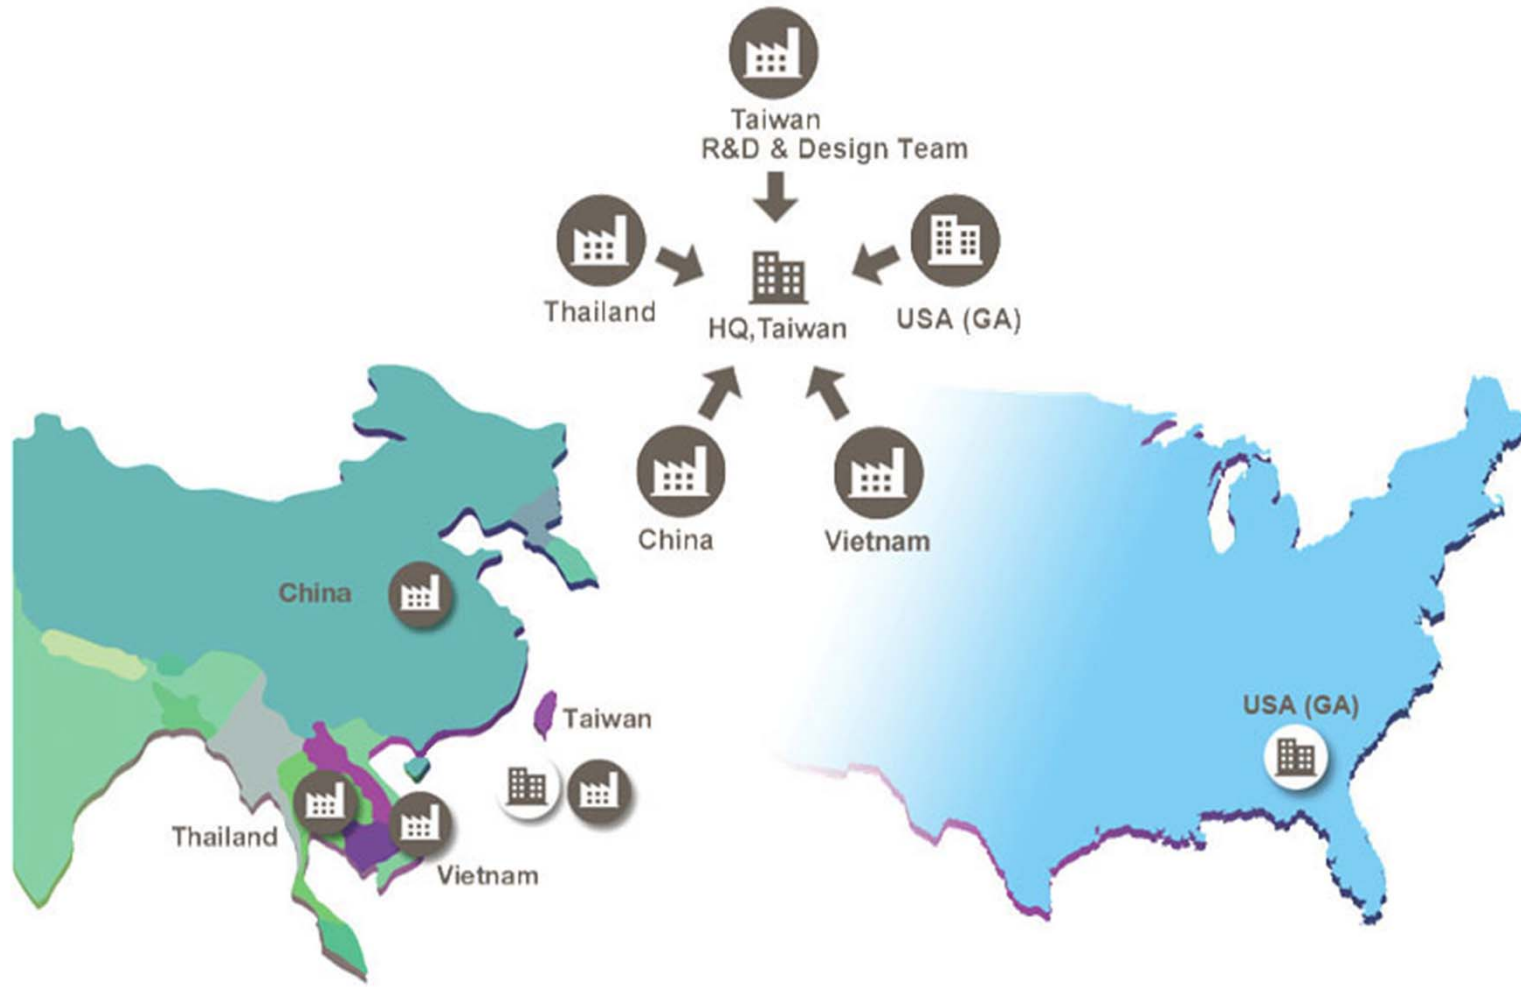 Taiwan
R&D & Design Team
Thailand
HQ,Taiwan
USA (GA)
China
Vietnam
China
Taiwan
USA (GA)
Thailand
Vietnam